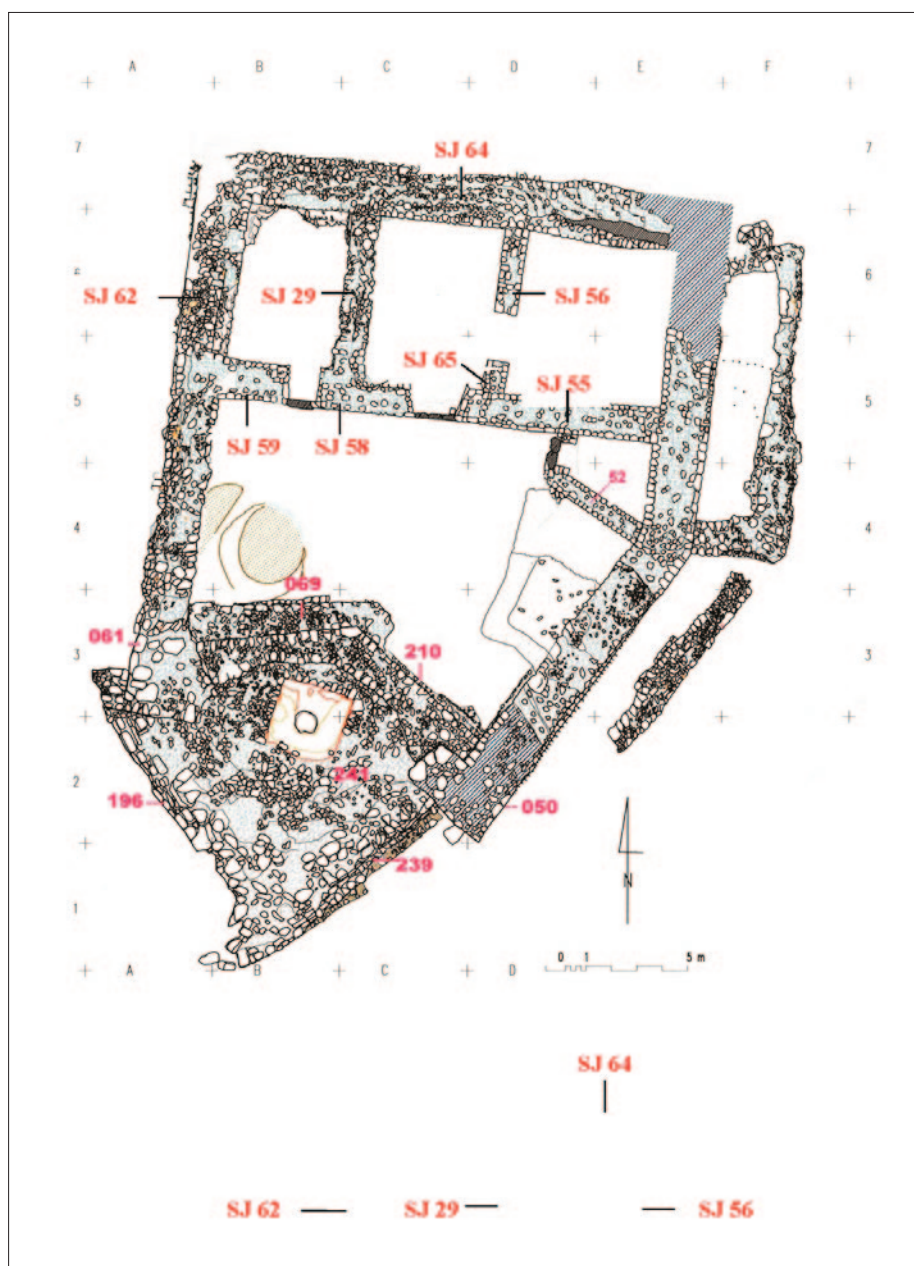 A B C D E F
7 7
SJ 64
6 6
SJ 62 SJ 29 SJ 56
SJ 65
SJ 55
5 5
SJ 59 SJ 58
52
4 4
069
061 210
3 3
241
2 2
196 050
239
N
1 1
0 1 5 m
A B C D
SJ 64
SJ 62 SJ 29 SJ 56